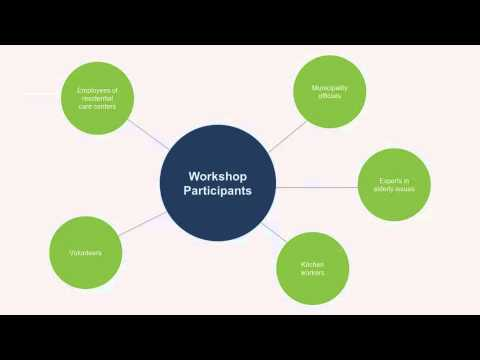 Employees of
residential
care centers
Municipality
officials
Workshop
Participants
Experts in
elderly issues
Volunteers
Kitchen
workers